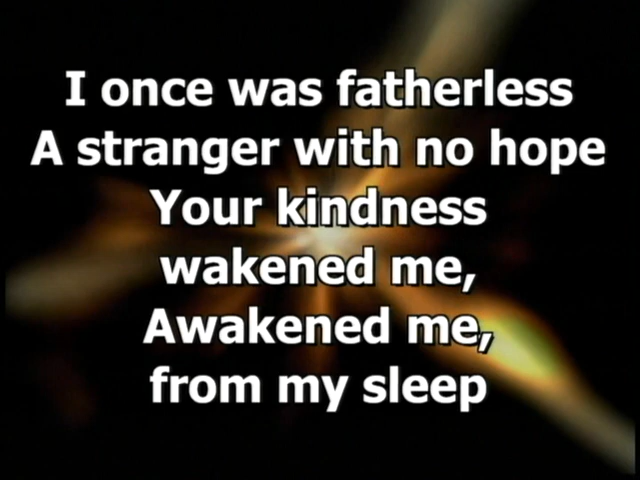 I once was fatherless
A stranger with no hope
Your kindness
wakened me,
Awakened me,
from my sleep